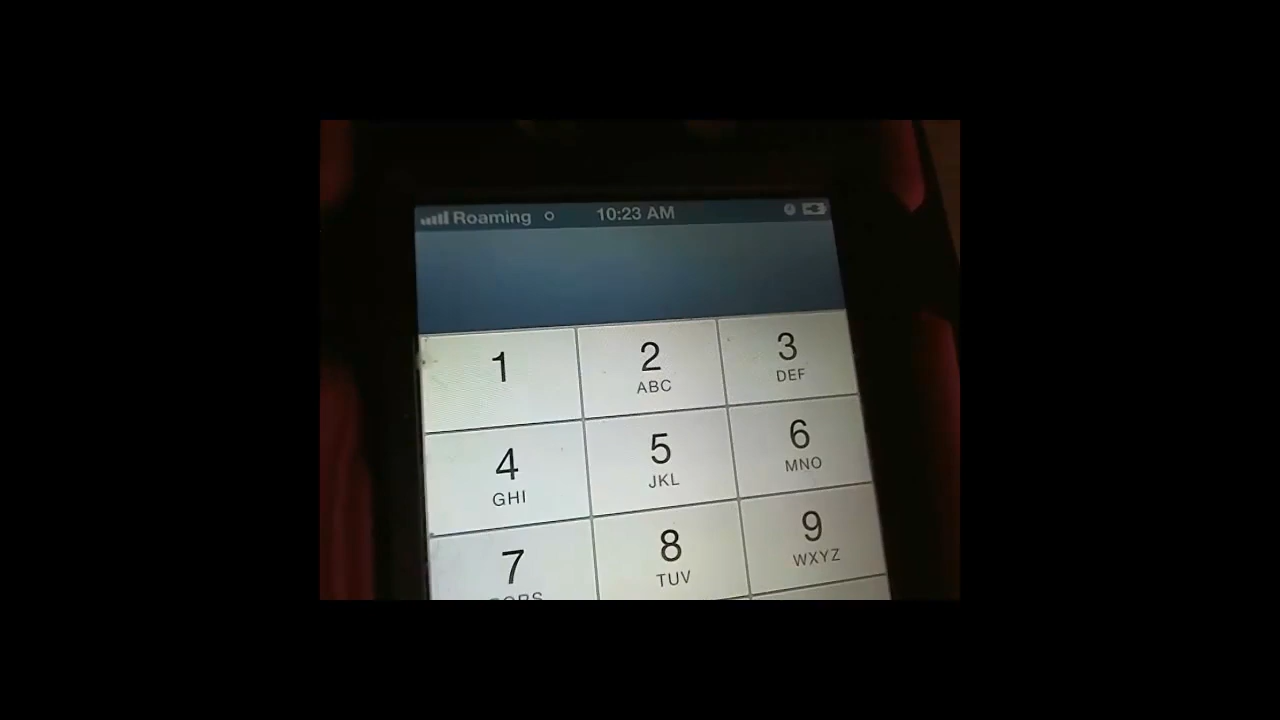 Roaming 10:23 AM
1 2 3
ABC DEF
4 5 6
GHI JKL MNO
7 8 9
PQRS TUV WXYZ